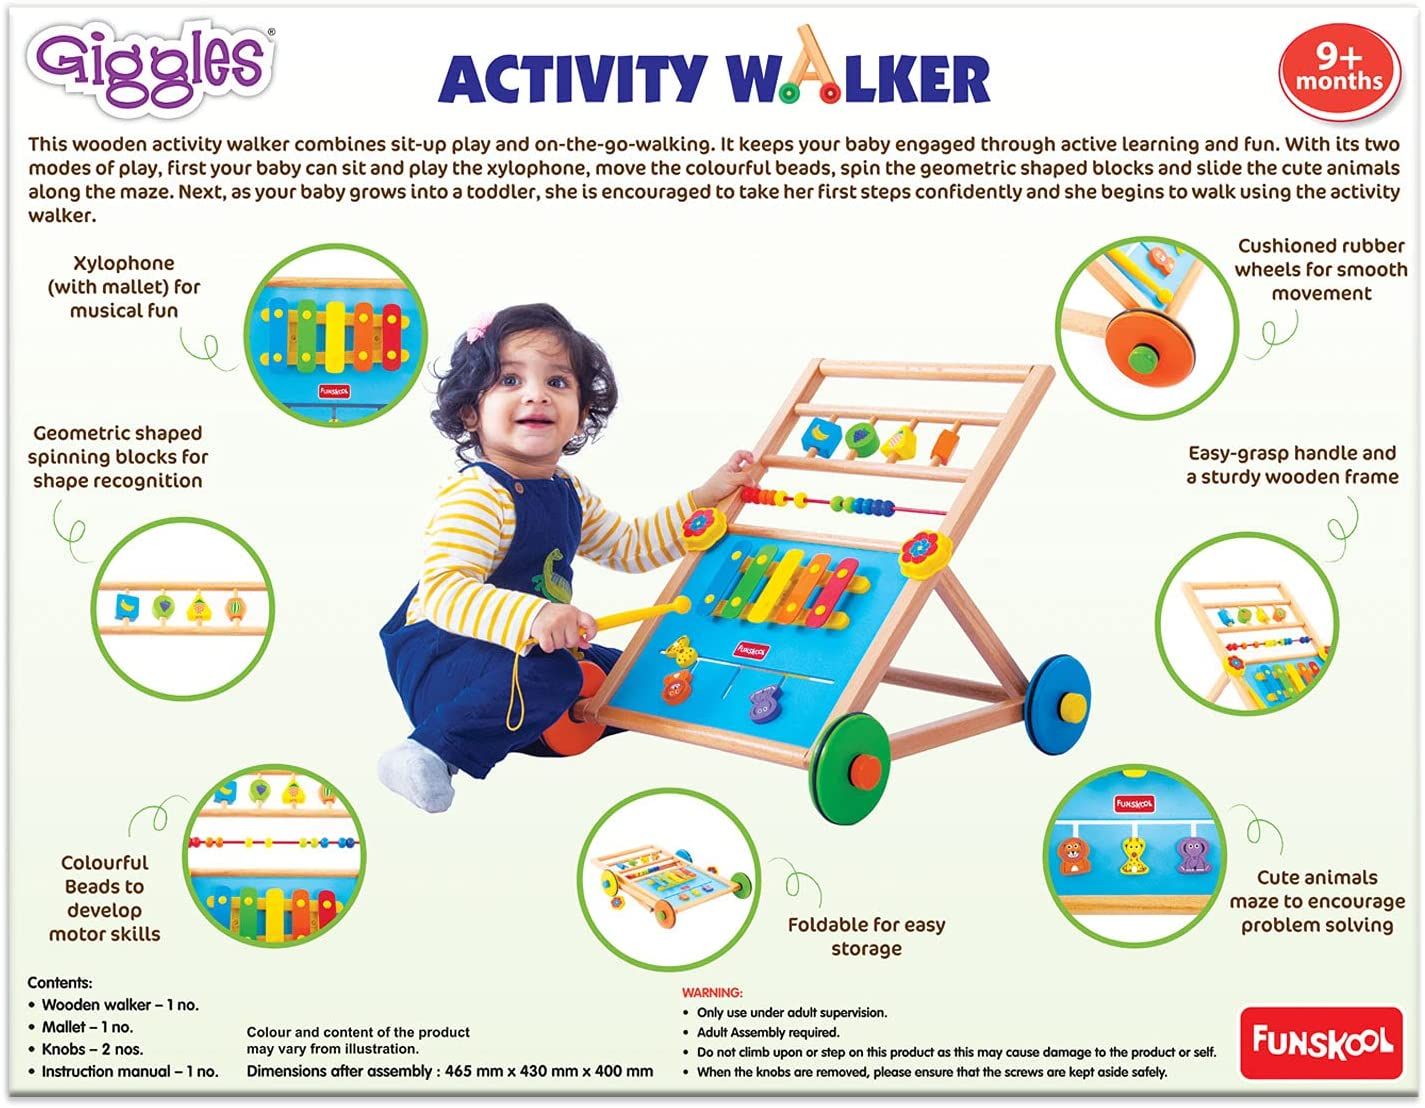 Giggles®
ACTIVITY WALKER
9+
months
This wooden activity walker combines sit-up play and on-the-go-walking. It keeps your baby engaged through active learning and fun. With its two
modes of play, first your baby can sit and play the xylophone, move the colourful beads, spin the geometric shaped blocks and slide the cute animals
along the maze. Next, as your baby grows into a toddler, she is encouraged to take her first steps confidently and she begins to walk using the activity
walker.
Xylophone
(with mallet) for
musical fun
FUNSKOOL
Cushioned rubber
wheels for smooth
movement
Geometric shaped
spinning blocks for
shape recognition
Easy-grasp handle and
a sturdy wooden frame
FUNSKOOL
Colourful
Beads to
develop
motor skills
Foldable for easy
storage
FUNSKOOL
Cute animals
maze to encourage
problem solving
Contents:
• Wooden walker – 1 no.
• Mallet – 1 no.
• Knobs – 2 nos.
• Instruction manual – 1 no.
Colour and content of the product
may vary from illustration.
Dimensions after assembly : 465 mm x 430 mm x 400 mm
WARNING:
• Only use under adult supervision.
• Adult Assembly required.
• Do not climb upon or step on this product as this may cause damage to the product or self.
• When the knobs are removed, please ensure that the screws are kept aside safely.
FUNSKOOL